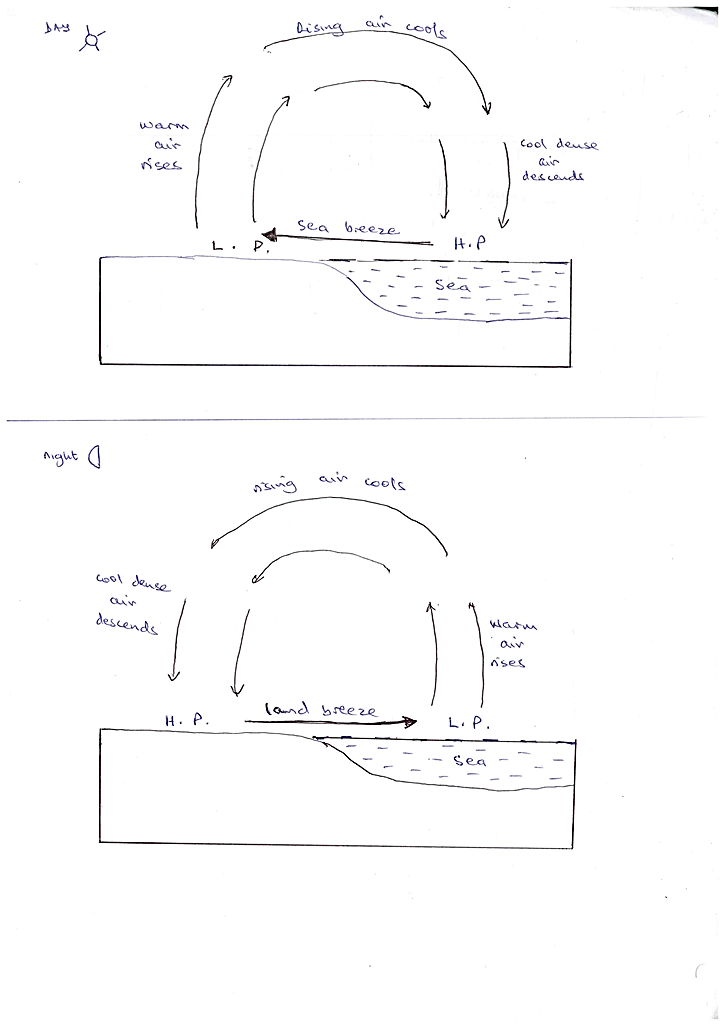 DAY
Rising air cools
warm
air
rises
cool dense
air
descends
Sea breeze
L. P.
H.P
Sea
night
rising air cools
cool dense
air
descends
warm
air
rises
land breeze
H. P.
L.P.
Sea